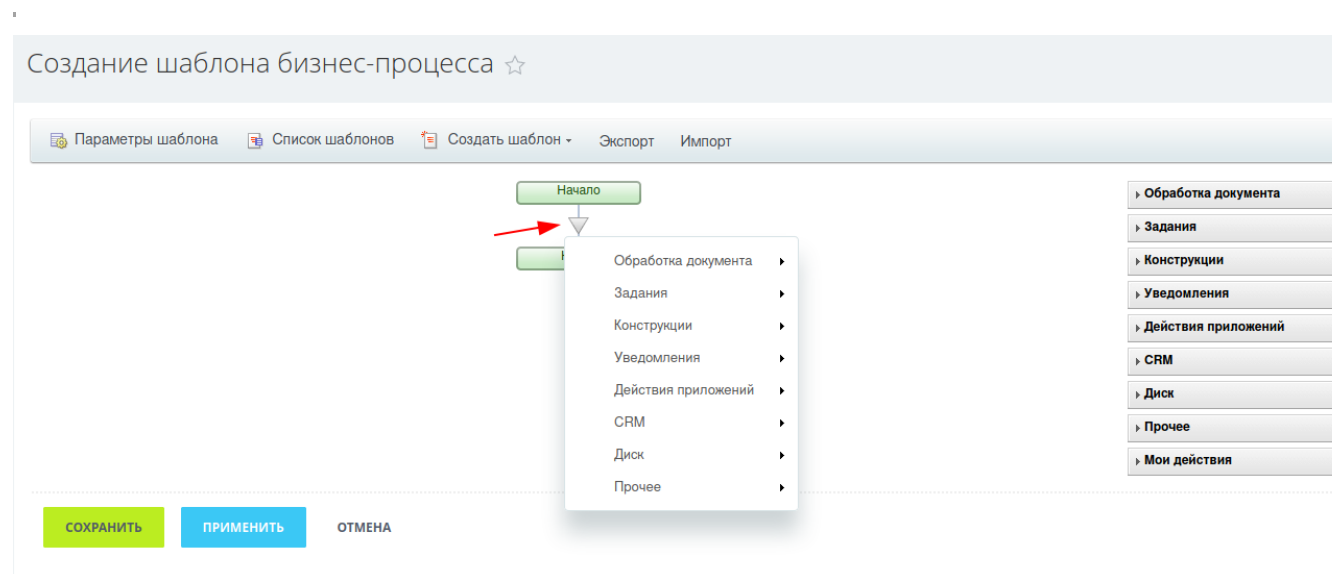 Создание шаблона бизнес-процесса
Параметры шаблона Список шаблонов Создать шаблон Экспорт Импорт
Начало
Обработка документа
Задания
Конструкции
Уведомления
Действия приложений
CRM
Диск
Прочее
Обработка документа
Задания
Конструкции
Уведомления
Действия приложений
CRM
Диск
Прочее
Мои действия
СОХРАНИТЬ ПРИМЕНИТЬ ОТМЕНА